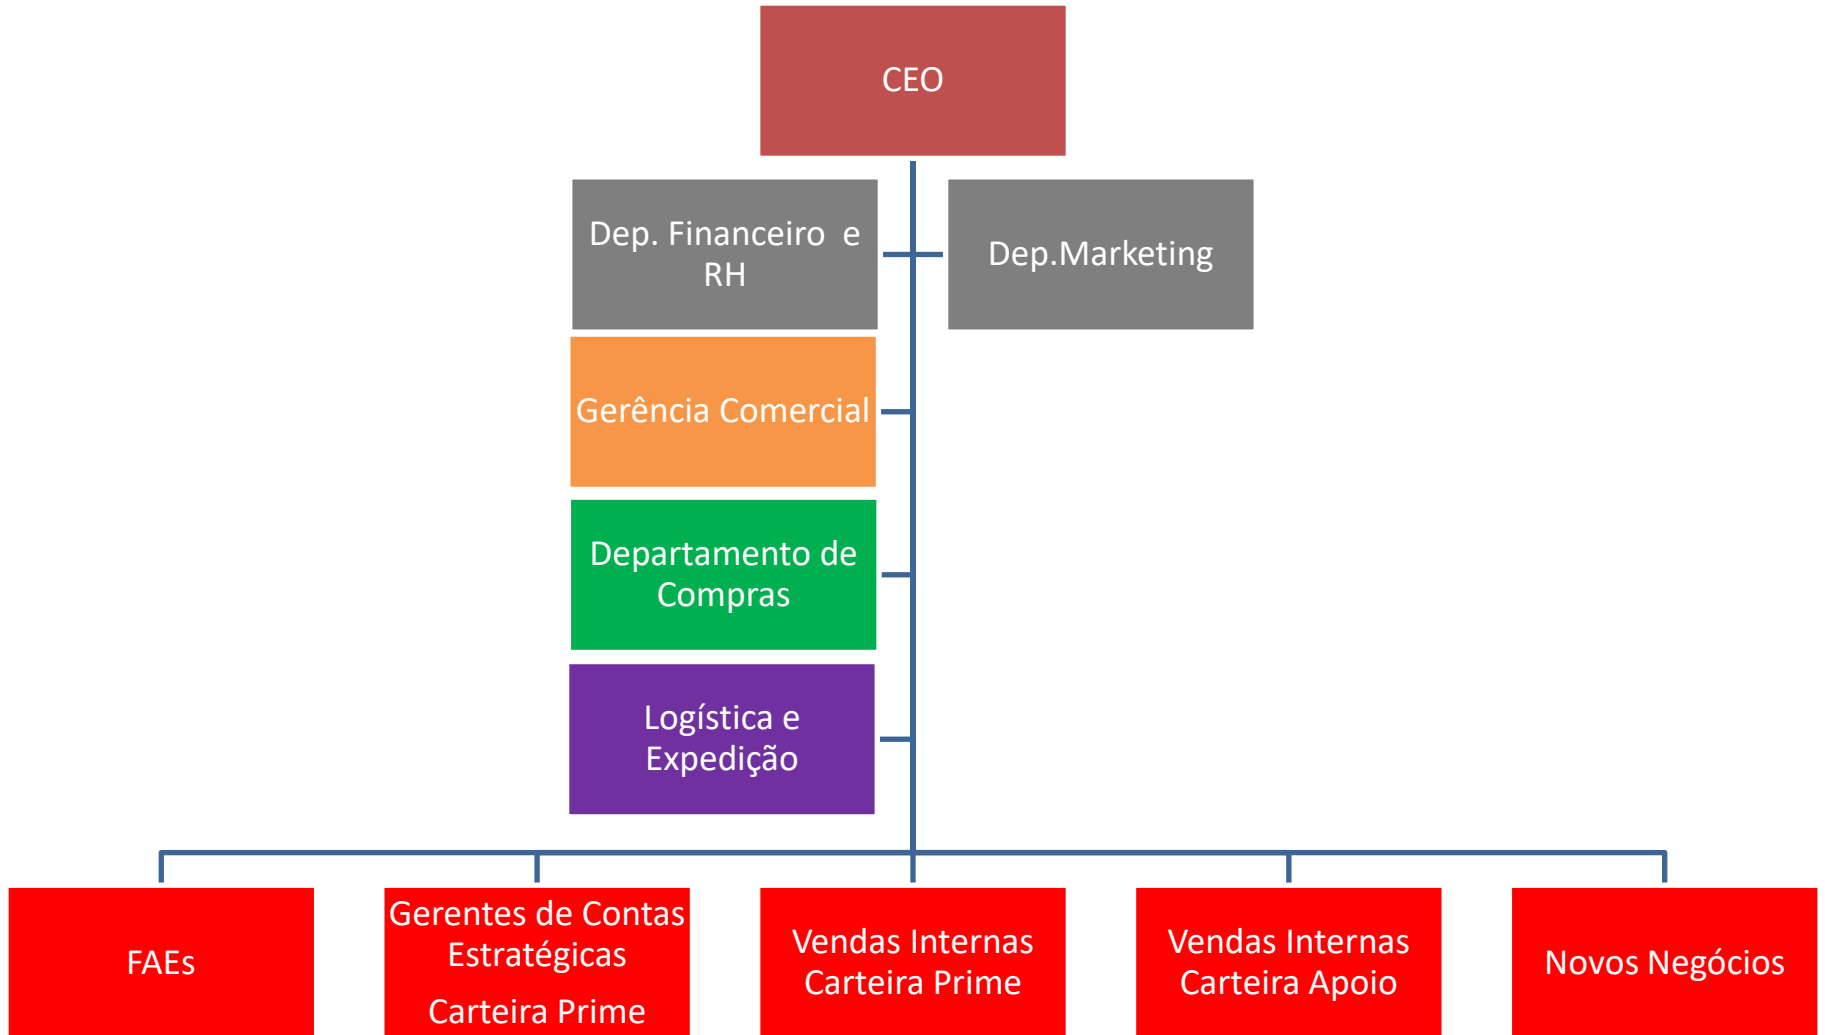 CEO
Dep. Financeiro e
RH
Dep.Marketing
Gerência Comercial
Departamento de
Compras
Logística e
Expedição
FAEs
Gerentes de Contas
Estratégicas
Carteira Prime
Vendas Internas
Carteira Prime
Vendas Internas
Carteira Apoio
Novos Negócios